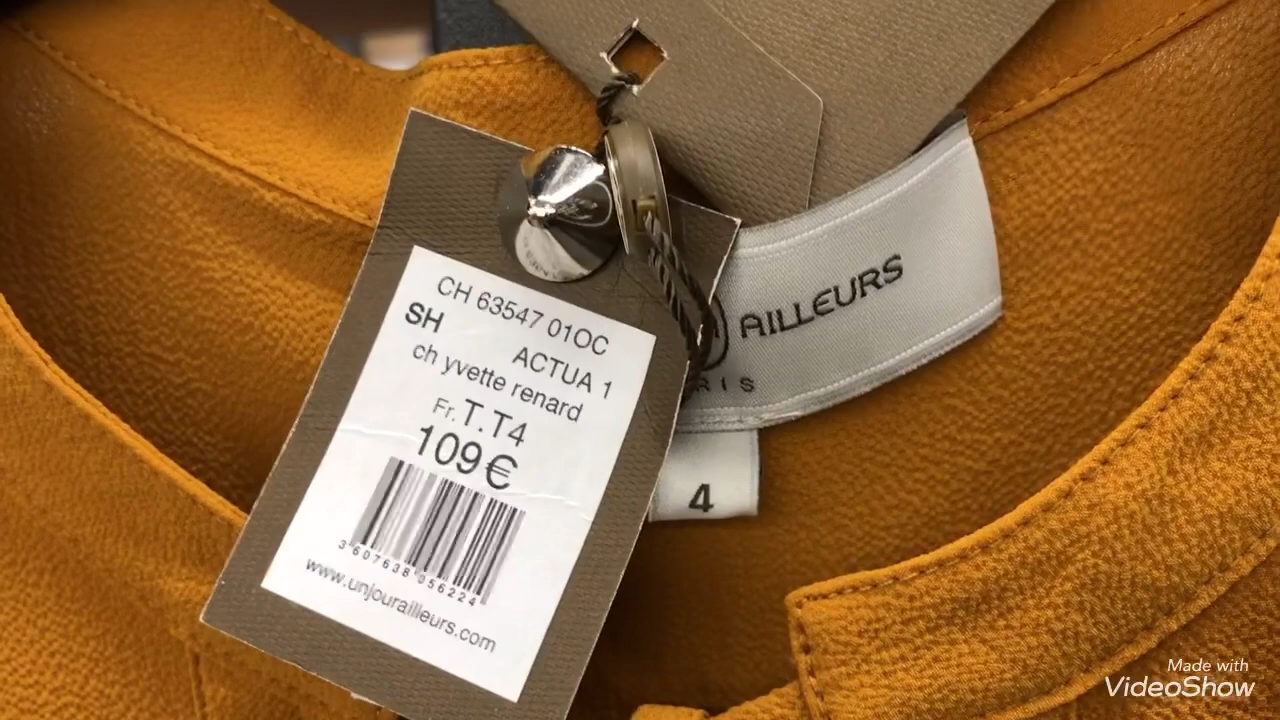 CH 63547 01OC
SH
ACTUA 1
ch yvette renard
Fr. T.T4
109€
3 607638 056224
www.unjourailleurs.com
AILLEURS
RIS
4
Made with
VideoShow